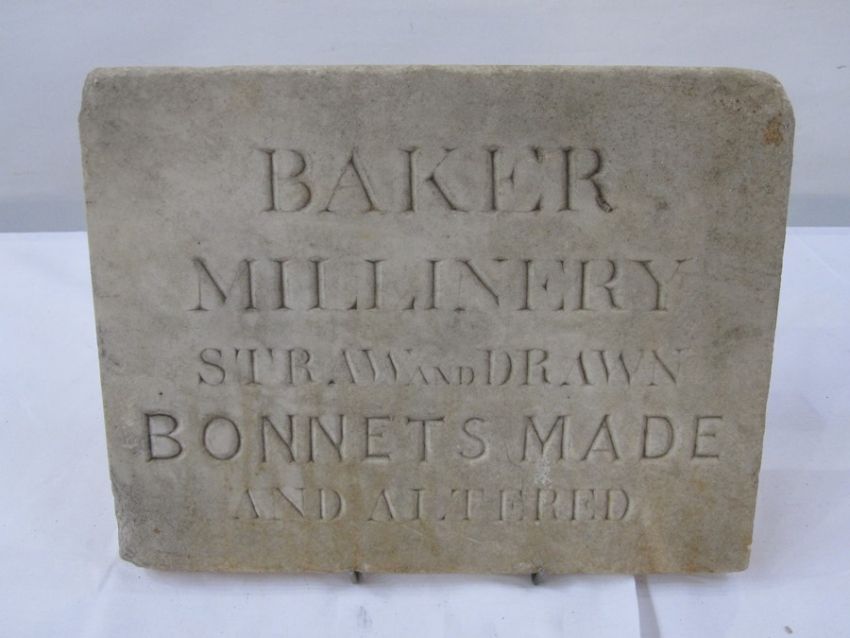 BAKER
MILLINERY
STRAW AND DRAWN
BONNETS MADE
AND ALTERED